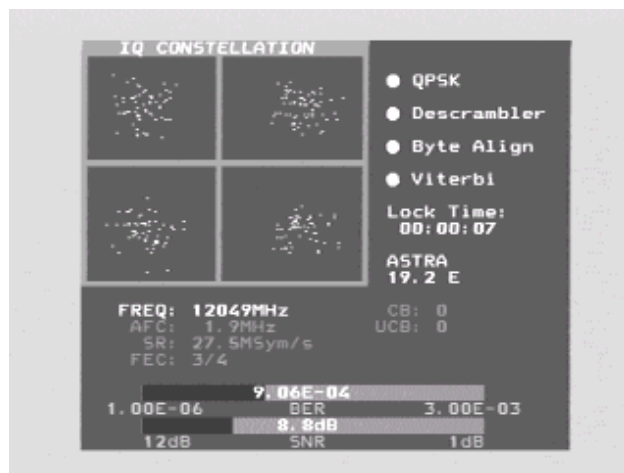 IQ CONSTELLATION
QPSK
Descrambler
Byte Align
Viterbi
Lock Time:
00:00:07
ASTRA
19.2 E
FREQ: 12049MHz
AFC: 1.9MHz
SR: 27.5MSym/s
FEC: 3/4
CB: 0
UCB: 0
9.06E-04
1.00E-06 BER 3.00E-03
8.8dB
12dB SNR 1dB